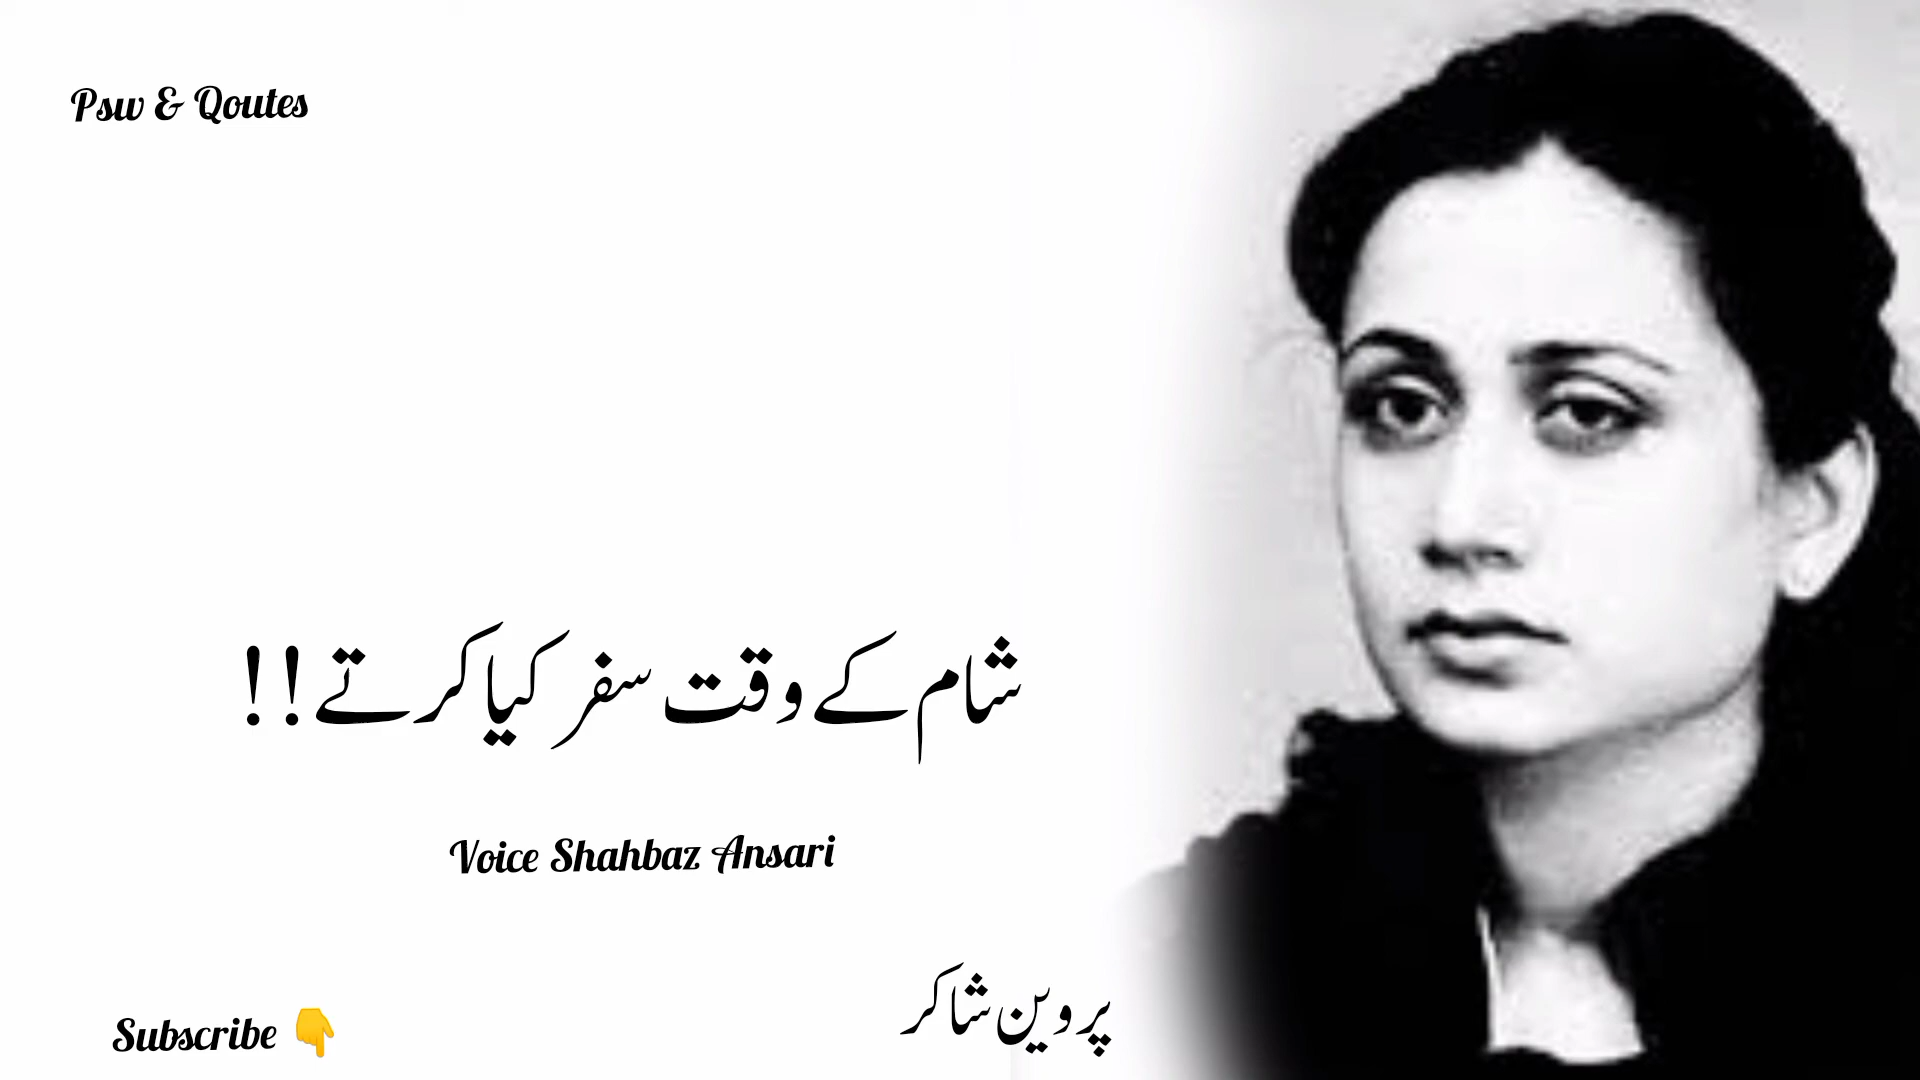 Psw & Qoutes
شام کے وقت سفر کیا کرتے !!
Voice Shahbaz Ansari
پروین شاکر
Subscribe 👇